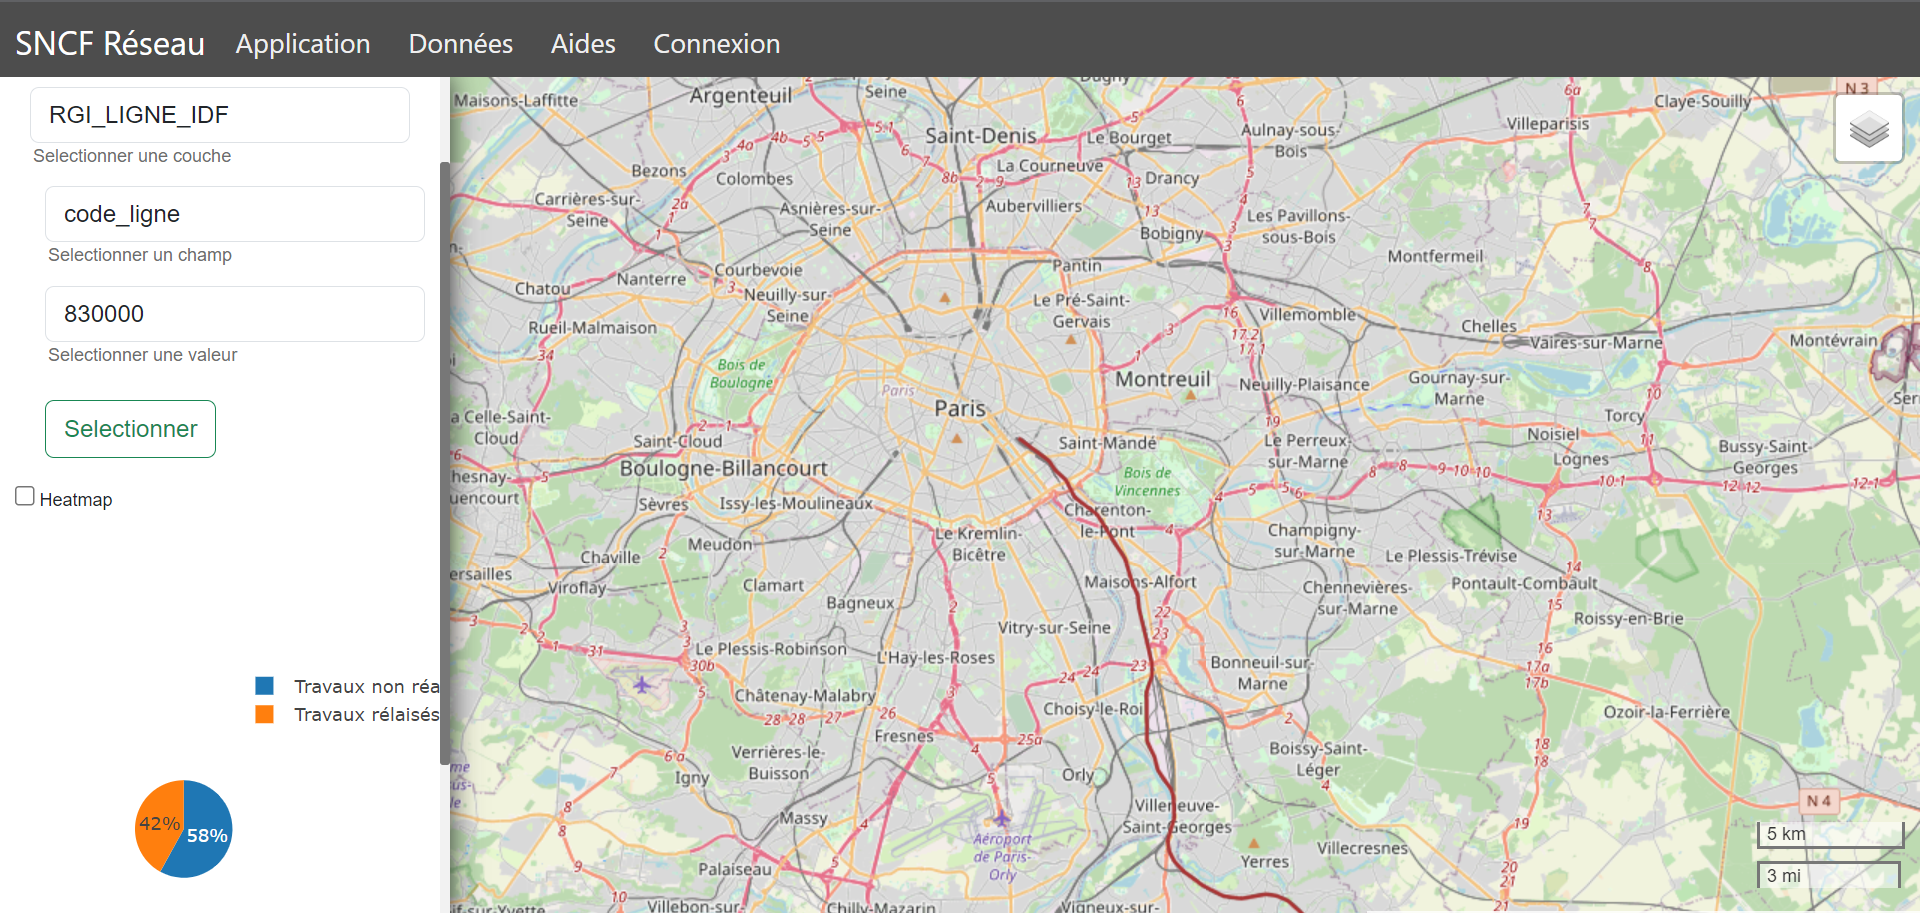 SNCF Réseau Application Données Aides Connexion
RGI_LIGNE_IDF
Selectionner une couche
code_ligne
Selectionner un champ
830000
Selectionner une valeur
Selectionner
Heatmap
Travaux non réa
Travaux rélaisés
42%
58%
Maisons-Laffitte
Argenteuil
Seine
Dugny
N 3
Claye-Souilly
Villeparisis
Saint-Denis
Le Bourget
Aulnay-sous-
Bois
La Courneuve
Bezons
Colombes
Drancy
Carrières-sur-
Seine
Asnières-sur-
Seine
Aubervilliers
Bobigny
Les Pavillons-
sous-Bois
Montfermeil
Nanterre
Courbevoie
Pantin
Chatou
Neuilly-sur-
Seine
Le Pré-Saint-
Gervais
Villemomble
Rueil-Malmaison
Chelles
Vaires-sur-Marne
Montévrain
Bois de
Boulogne
Paris
Paris
Montreuil
Neuilly-Plaisance
Gournay-sur-
Marne
a Celle-Saint-
Cloud
Torcy
Saint-Cloud
Saint-Mandé
Le Perreux-
sur-Marne
Noisiel
Lognes
Bussy-Saint-
Georges
Boulogne-Billancourt
Bois de
Vincennes
hesnay-
uencourt
Sèvres
Issy-les-Moulineaux
Charenton-
le-Pont
Le Kremlin-
Bicêtre
Champigny-
sur-Marne
Chaville
Meudon
Le Plessis-Trévise
ersailles
Viroflay
Clamart
Bagneux
Maisons-Alfort
Chennevières-
sur-Marne
Pontault-Combault
Roissy-en-Brie
Vitry-sur-Seine
Le Plessis-Robinson
L'Haÿ-les-Roses
Bonneuil-sur-
Marne
Châtenay-Malabry
Choisy-le-Roi
Ozoir-la-Ferrière
Fresnes
Verrières-le-
Buisson
Igny
Orly
Boissy-Saint-
Léger
Massy
Villeneuve-
Saint-Georges
N 4
Aéroport
de Paris-
Orly
Yerres
Villecresnes
5 km
3 mi
Palaiseau
Villebon-sur-
Chilly-Mazarin
Vigneux-sur-